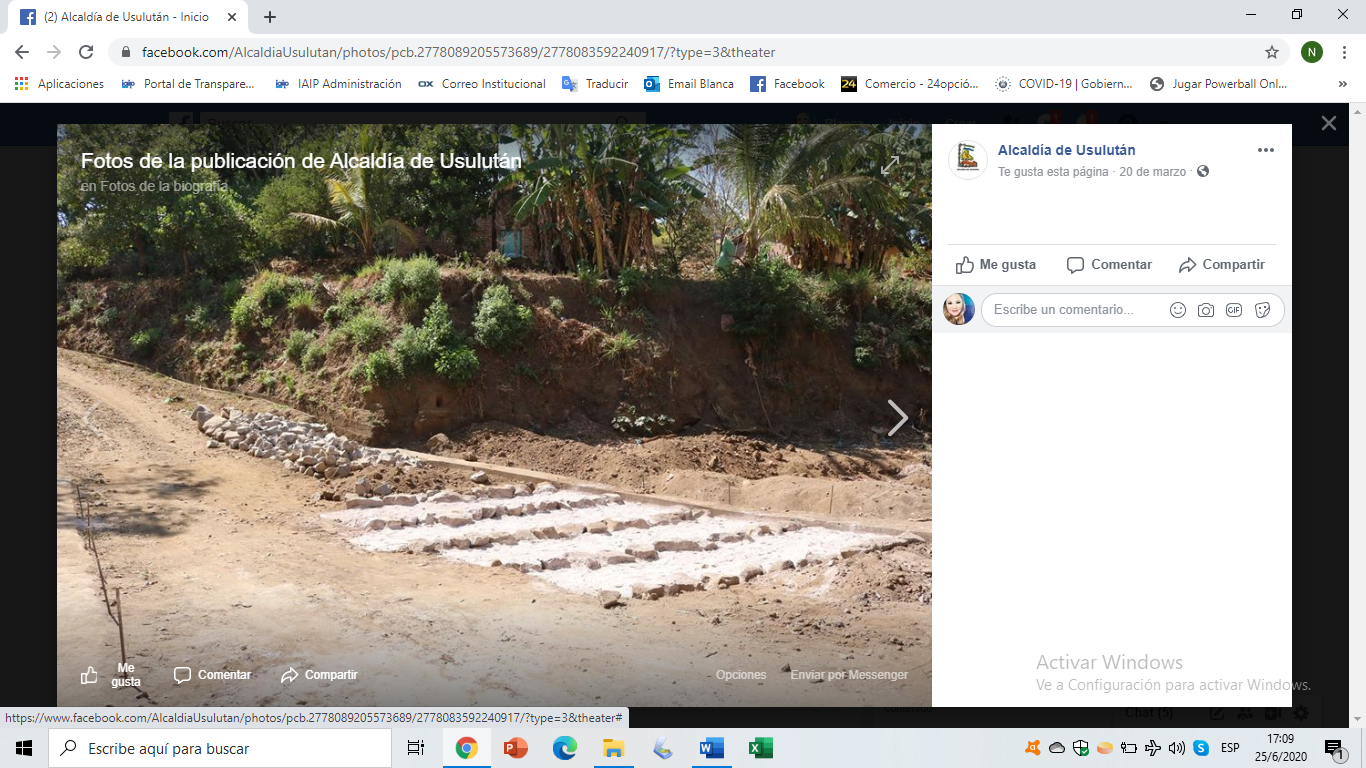 (2) Alcaldía de Usulután - Inicio
facebook.com/AlcaldiaUsulutan/photos/pcb.2778089205573689/2778083592240917/?type=3&theater
N
Aplicaciones
Portal de Transpare...
IAIP Administración
Correo Institucional
Traducir
Email Blanca
Facebook
24
Comercio - 24opció...
COVID-19 | Gobiern...
Jugar Powerball Onl...
»
Fotos de la publicación de Alcaldía de Usulután
en Fotos de la biografía
Alcaldía de Usulután
Te gusta esta página · 20 de marzo ·
Me gusta
Comentar
Compartir
Escribe un comentario...
GIF
Me gusta
Comentar
Compartir
Opciones
Enviar por Messenger
Activar Windows
Ve a Configuración para activar Windows.
Chat (5)
https://www.facebook.com/AlcaldiaUsulutan/photos/pcb.2778089205573689/2778083592240917/?type=3&theater#
Escribe aquí para buscar
ESP
17:09
25/6/2020
1